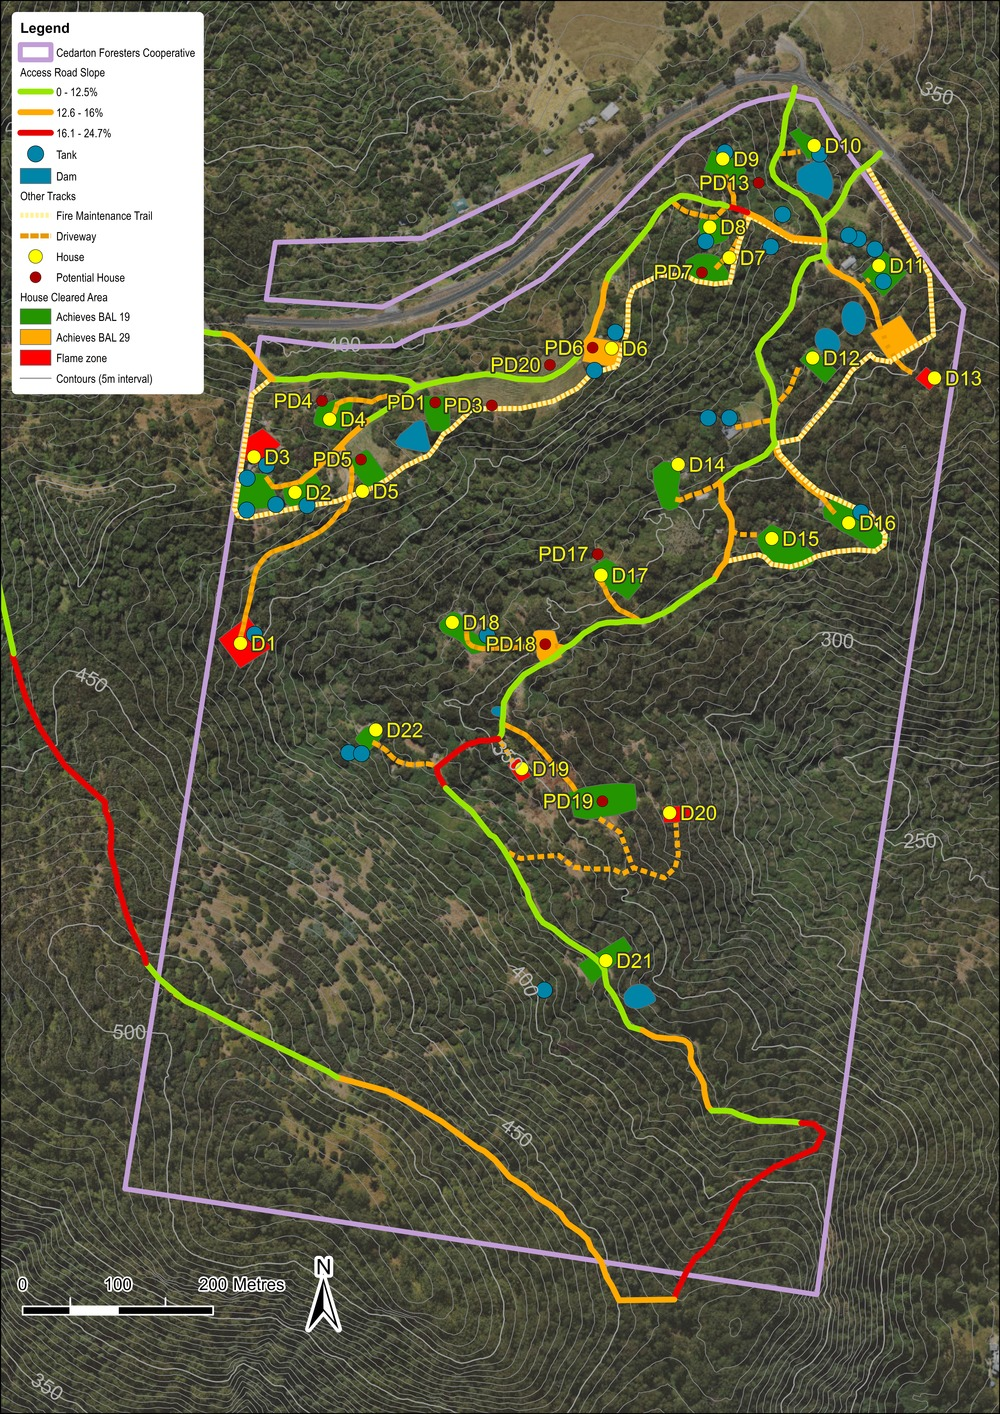 Legend
Cedarton Foresters Cooperative
Access Road Slope
0 - 12.5%
12.6 - 16%
16.1 - 24.7%
Tank
Dam
Other Tracks
Fire Maintenance Trail
Driveway
House
Potential House
House Cleared Area
Achieves BAL 19
Achieves BAL 29
Flame zone
Contours (5m interval)
350
D10
D9
PD13
D8
D7
PD7
D11
400
PD6
D6
PD20
D12
D13
PD4
PD1
PD3
D4
D3
PD5
D14
D2
D5
D16
D15
PD17
D17
D18
PD18
D1
300
450
D22
350
D19
PD19
D20
250
D21
400
500
450
N
0 100 200 Metres
350